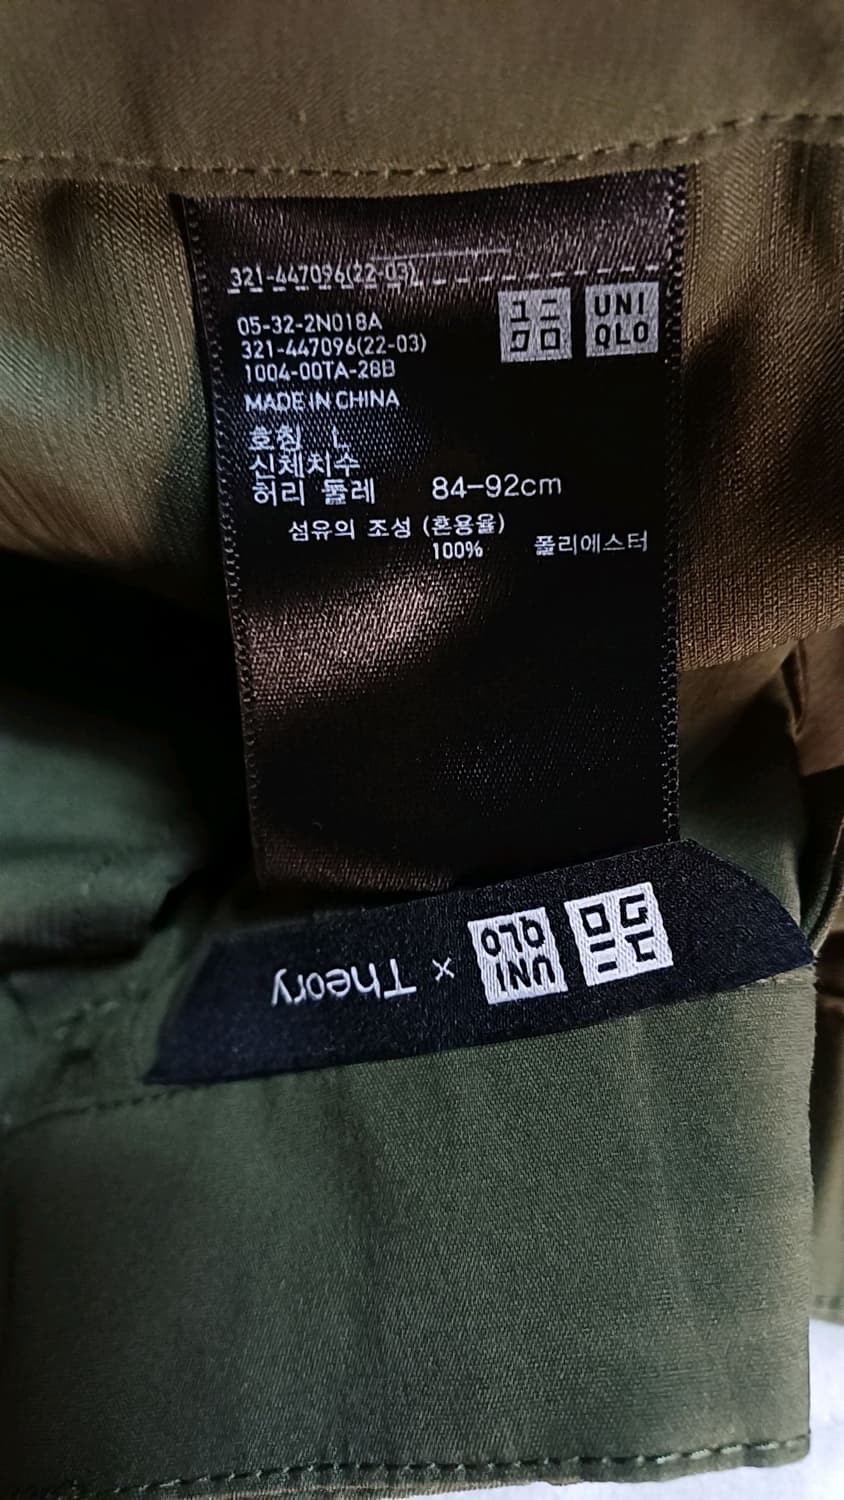 321-447096(22-03)
ユニ
クロ
UNI
QLO
05-32-2N018A
321-447096(22-03)
1004-00TA-28B
MADE IN CHINA
호칭 L
신체치수
허리 둘레 84-92cm
섬유의 조성 (혼용율)
100% 폴리에스터
ユニ
クロ
UNI
QLO
× Theory